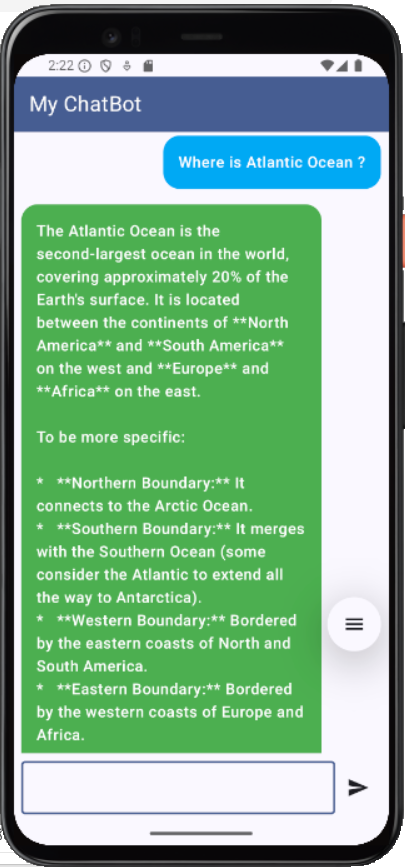 2:22
My ChatBot
Where is Atlantic Ocean ?
The Atlantic Ocean is the
second-largest ocean in the world,
covering approximately 20% of the
Earth's surface. It is located
between the continents of **North
America** and **South America**
on the west and **Europe** and
**Africa** on the east.
To be more specific:
*   **Northern Boundary:** It
connects to the Arctic Ocean.
*   **Southern Boundary:** It merges
with the Southern Ocean (some
consider the Atlantic to extend all
the way to Antarctica).
*   **Western Boundary:** Bordered
by the eastern coasts of North and
South America.
*   **Eastern Boundary:** Bordered
by the western coasts of Europe and
Africa.